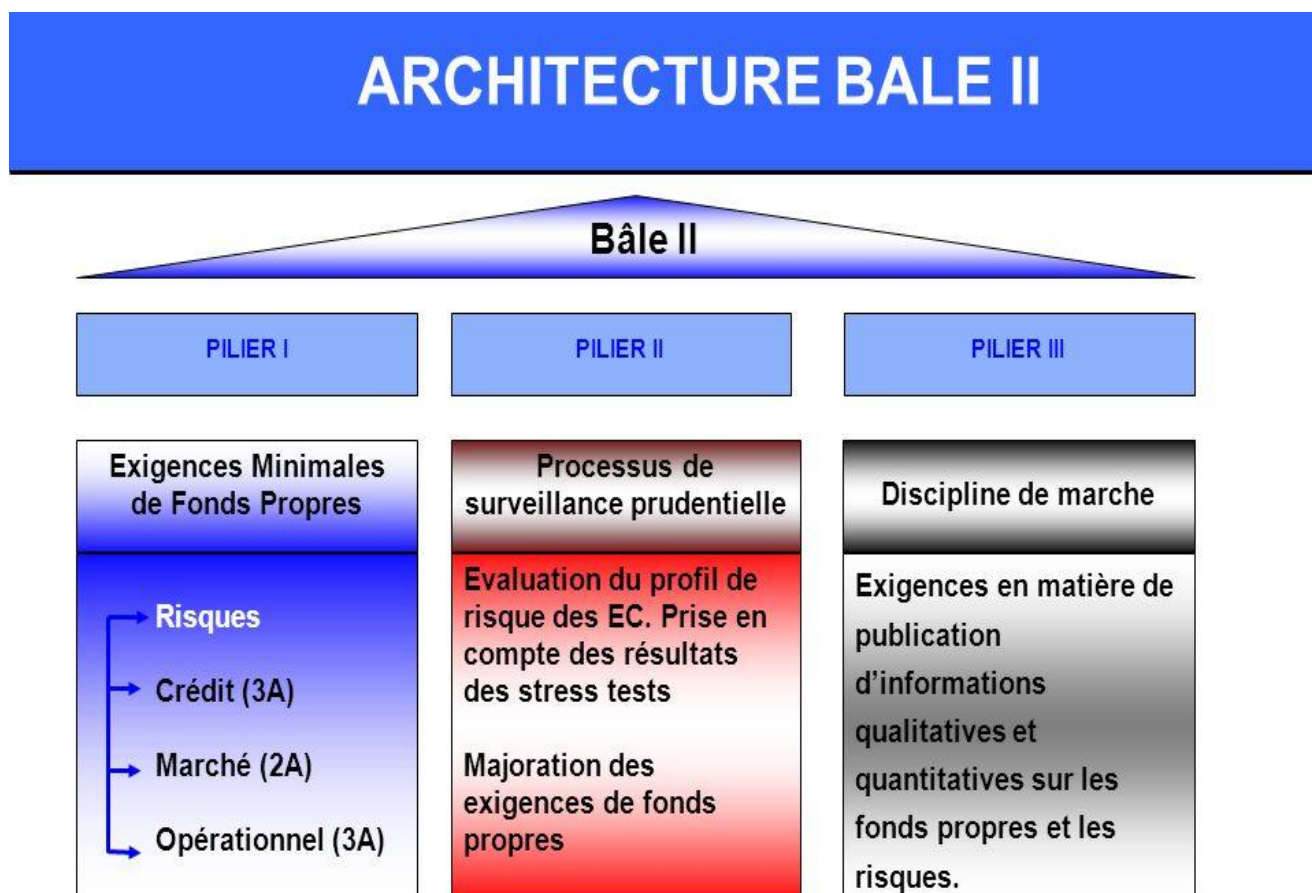 ARCHITECTURE BALE II
Bâle II
PILIER I
PILIER II
PILIER III
Exigences Minimales
de Fonds Propres
Risques
Crédit (3A)
Marché (2A)
Opérationnel (3A)
Processus de
surveillance prudentielle
Evaluation du profil de
risque des EC. Prise en
compte des résultats
des stress tests
Majoration des
exigences de fonds
propres
Discipline de marche
Exigences en matière de
publication
d’informations
qualitatives et
quantitatives sur les
fonds propres et les
risques.